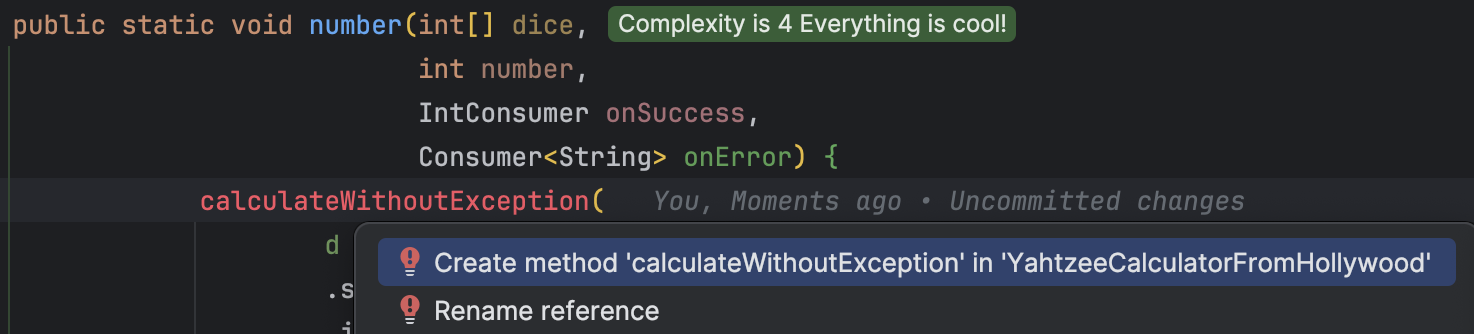 public static void number(int[] dice, Complexity is 4 Everything is cool!
int number,
IntConsumer onSuccess,
Consumer<String> onError) {
calculateWithoutException( You, Moments ago • Uncommitted changes
d
Create method 'calculateWithoutException' in 'YahtzeeCalculatorFromHollywood'
.s
Rename reference